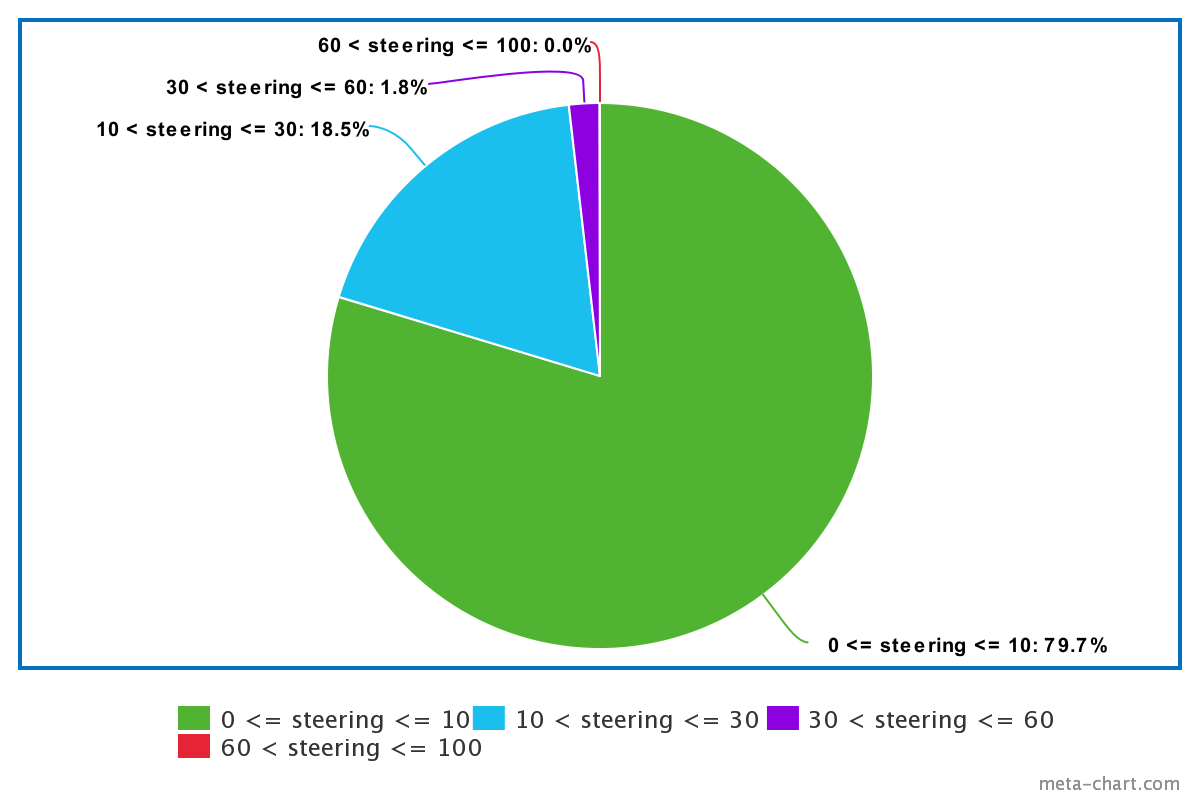 60 < steering <= 100: 0.0%
30 < steering <= 60: 1.8%
10 < steering <= 30: 18.5%
0 <= steering <= 10: 79.7%
0 <= steering <= 10 10 < steering <= 30 30 < steering <= 60
60 < steering <= 100
meta-chart.com